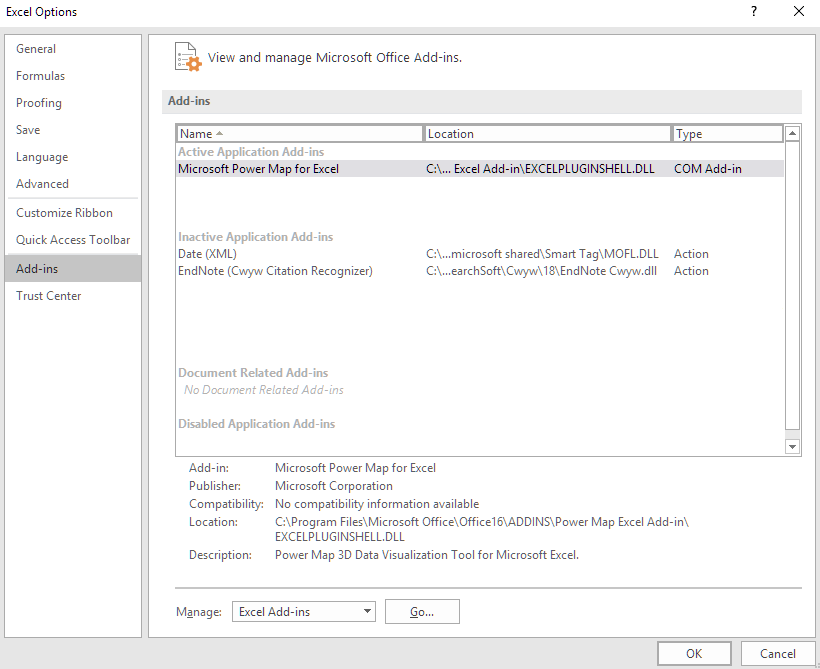 Excel Options
?
General
Formulas
Proofing
Save
Language
Advanced
Customize Ribbon
Quick Access Toolbar
Add-ins
Trust Center
View and manage Microsoft Office Add-ins.
Add-ins
Name Location Type
Active Application Add-ins
Microsoft Power Map for Excel C:\... Excel Add-in\EXCELPLUGINSHELL.DLL COM Add-in
Inactive Application Add-ins
Date (XML) C:\...microsoft shared\Smart Tag\MOFL.DLL Action
EndNote (Cwyw Citation Recognizer) C:\...earchSoft\Cwyw\18\EndNote Cwyw.dll Action
Document Related Add-ins
No Document Related Add-ins
Disabled Application Add-ins
Add-in: Microsoft Power Map for Excel
Publisher: Microsoft Corporation
Compatibility: No compatibility information available
Location: C:\Program Files\Microsoft Office\Office16\ADDINS\Power Map Excel Add-in\
EXCELPLUGINSHELL.DLL
Description: Power Map 3D Data Visualization Tool for Microsoft Excel.
Manage: Excel Add-ins Go...
OK Cancel